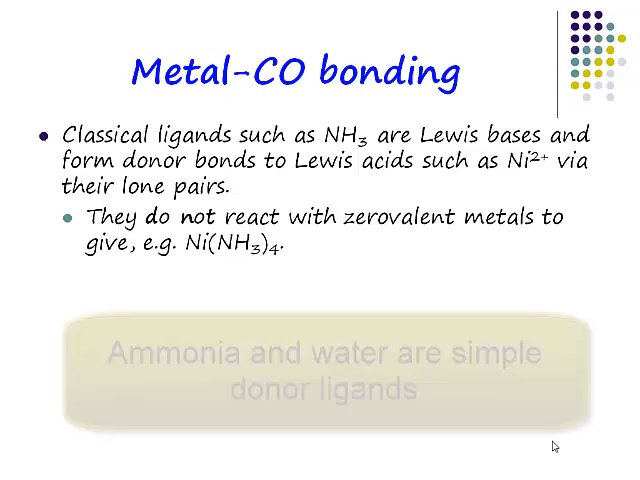 Metal-CO bonding
Classical ligands such as NH₃ are Lewis bases and
form donor bonds to Lewis acids such as Ni²⁺ via
their lone pairs.
They do not react with zerovalent metals to
give, e.g. Ni(NH₃)₄.
Ammonia and water are simple
donor ligands